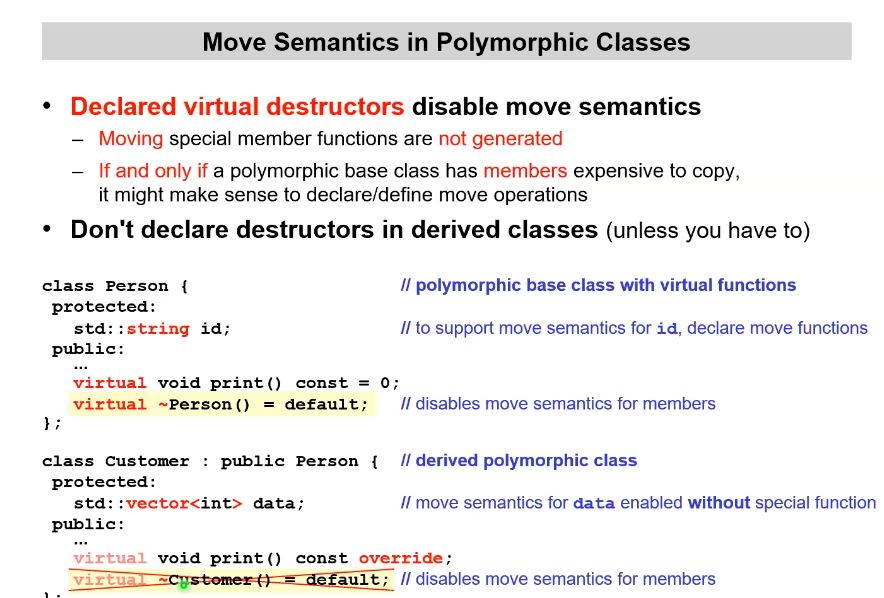 Move Semantics in Polymorphic Classes
• Declared virtual destructors disable move semantics
– Moving special member functions are not generated
– If and only if a polymorphic base class has members expensive to copy,
it might make sense to declare/define move operations
• Don't declare destructors in derived classes (unless you have to)
class Person { // polymorphic base class with virtual functions
protected:
std::string id; // to support move semantics for id, declare move functions
public:
...
virtual void print() const = 0;
virtual ~Person() = default; // disables move semantics for members
};
class Customer : public Person { // derived polymorphic class
protected:
std::vector<int> data; // move semantics for data enabled without special function
public:
...
virtual void print() const override;
virtual ~Customer() = default; // disables move semantics for members
};